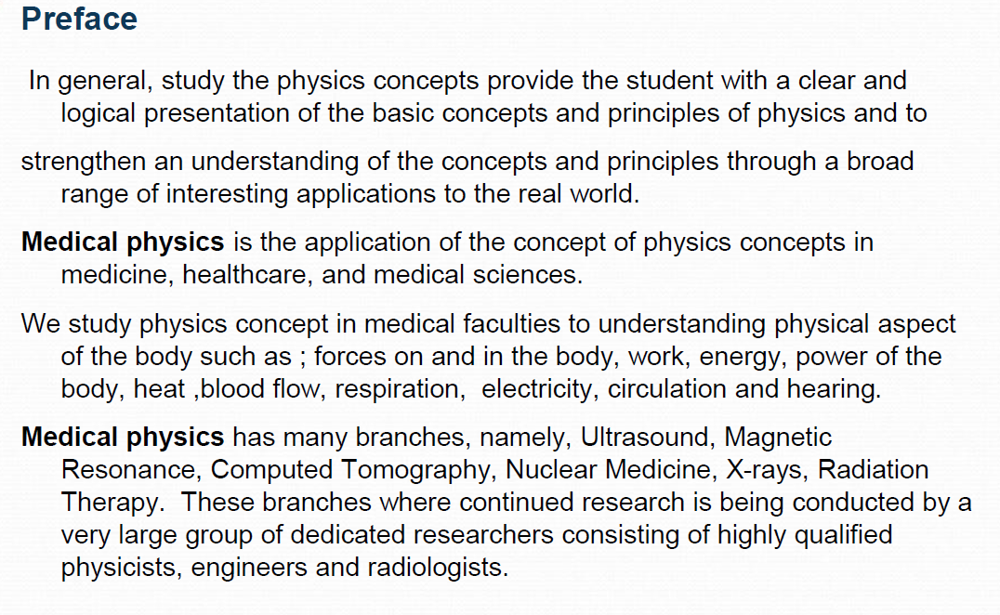 Preface
In general, study the physics concepts provide the student with a clear and
logical presentation of the basic concepts and principles of physics and to
strengthen an understanding of the concepts and principles through a broad
range of interesting applications to the real world.
Medical physics is the application of the concept of physics concepts in
medicine, healthcare, and medical sciences.
We study physics concept in medical faculties to understanding physical aspect
of the body such as ; forces on and in the body, work, energy, power of the
body, heat ,blood flow, respiration,  electricity, circulation and hearing.
Medical physics has many branches, namely, Ultrasound, Magnetic
Resonance, Computed Tomography, Nuclear Medicine, X-rays, Radiation
Therapy.  These branches where continued research is being conducted by a
very large group of dedicated researchers consisting of highly qualified
physicists, engineers and radiologists.